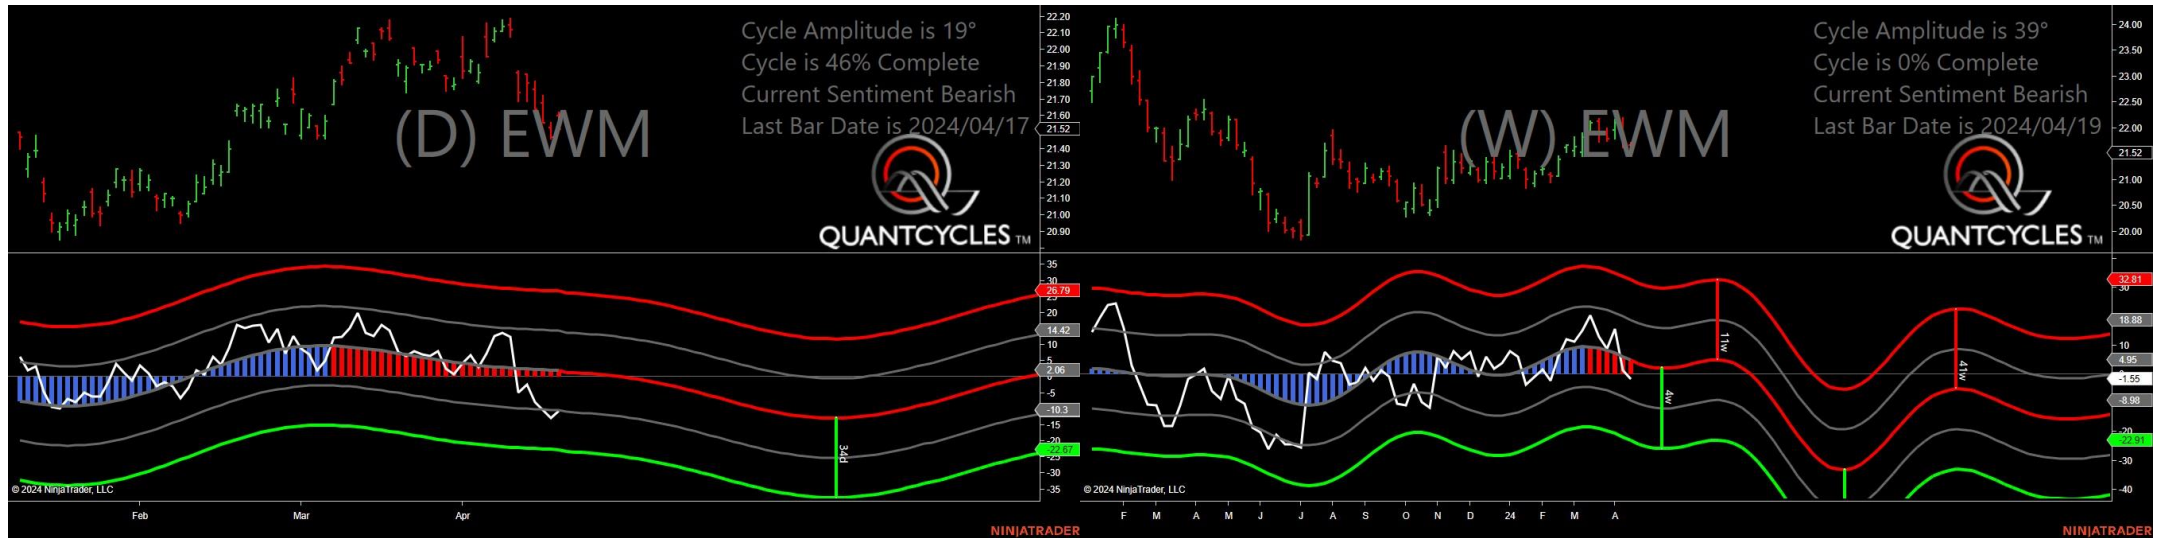 Cycle Amplitude is 19°
Cycle is 46% Complete
Current Sentiment Bearish
Last Bar Date is 2024/04/17
(D) EWM
QUANTCYCLES TM
22.20
22.10
22.00
21.90
21.80
21.70
21.60
21.52
21.40
21.30
21.20
21.10
21.00
20.90
35
30
26.79
25
20
14.42
10
5
2.06
-5
-10.3
-15
-20
-22.67
-25
-30
-35
34d
© 2024 NinjaTrader, LLC
Feb
Mar
Apr
NINJATRADER
Cycle Amplitude is 39°
Cycle is 0% Complete
Current Sentiment Bearish
Last Bar Date is 2024/04/19
(W) EWM
QUANTCYCLES TM
24.00
23.50
23.00
22.50
22.00
21.52
21.00
20.50
20.00
32.81
30
18.88
10
4.95
-1.55
-8.98
-20
-22.91
-30
-40
11w
4w
41w
© 2024 NinjaTrader, LLC
F
M
A
M
J
J
A
S
O
N
D
24
F
M
A
NINJATRADER